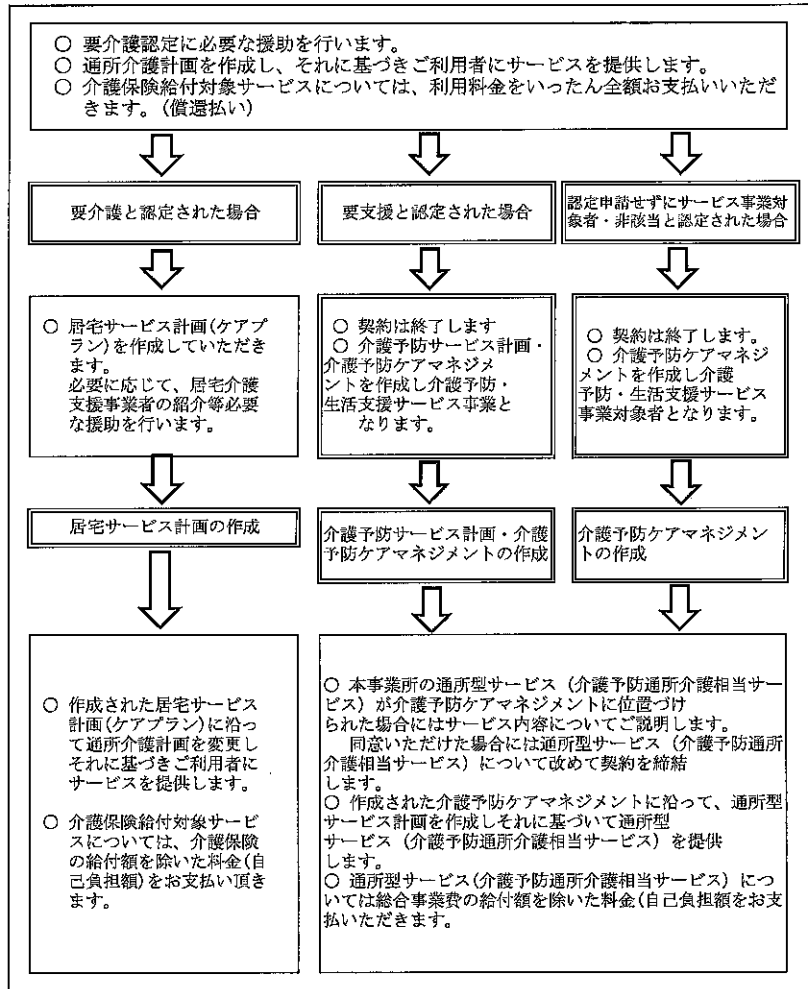 ○ 要介護認定に必要な援助を行います。
○ 通所介護計画を作成し、それに基づきご利用者にサービスを提供します。
○ 介護保険給付対象サービスについては、利用料金をいったん全額お支払いいただ
きます。(償還払い)
要介護と認定された場合
要支援と認定された場合
認定申請せずにサービス事業対
象者・非該当と認定された場合
○ 居宅サービス計画(ケアプ
ラン)を作成していただき
ます。
必要に応じて、居宅介護
支援事業者の紹介等必要
な援助を行います。
○ 契約は終了します
○ 介護予防サービス計画・
介護予防ケアマネジメ
ントを作成し介護予防・
生活支援サービス事業と
なります。
○ 契約は終了します。
○ 介護予防ケアマネジ
メントを作成し介護
予防・生活支援サービス
事業対象者となります。
居宅サービス計画の作成
介護予防サービス計画・介護
予防ケアマネジメントの作成
介護予防ケアマネジメン
トの作成
○ 作成された居宅サービス
計画(ケアプラン)に沿っ
て通所介護計画を変更し
それに基づきご利用者に
サービスを提供します。
○ 介護保険給付対象サービ
スについては、介護保険
の給付額を除いた料金(自
己負担額)をお支払い頂き
ます。
○ 本事業所の通所型サービス（介護予防通所介護相当サー
ビス）が介護予防ケアマネジメントに位置づけ
られた場合にはサービス内容についてご説明します。
同意いただけた場合には通所型サービス（介護予防通所
介護相当サービス）について改めて契約を締結
します。
○ 作成された介護予防ケアマネジメントに沿って、通所型
サービス計画を作成しそれに基づいて通所型
サービス（介護予防通所介護相当サービス）を提供
します。
○ 通所型サービス(介護予防通所介護相当サービス）につ
いては総合事業費の給付額を除いた料金(自己負担額をお支
払いいただきます。